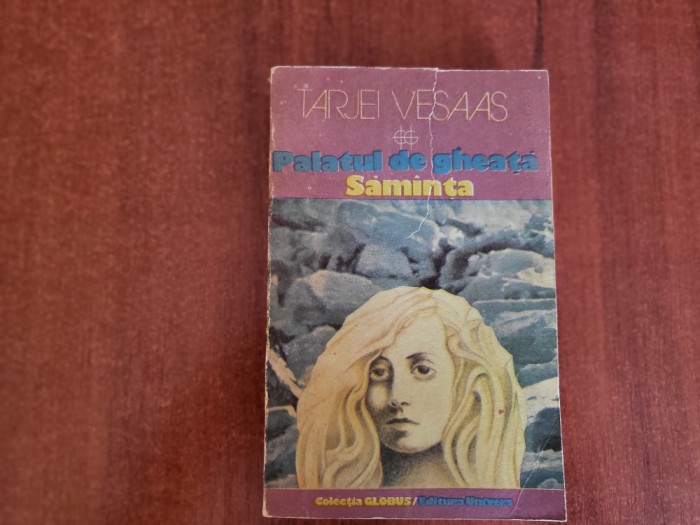 TARJEI VESAAS
Palatul de gheață
Sămînța
Colecția GLOBUS/Editura Univers